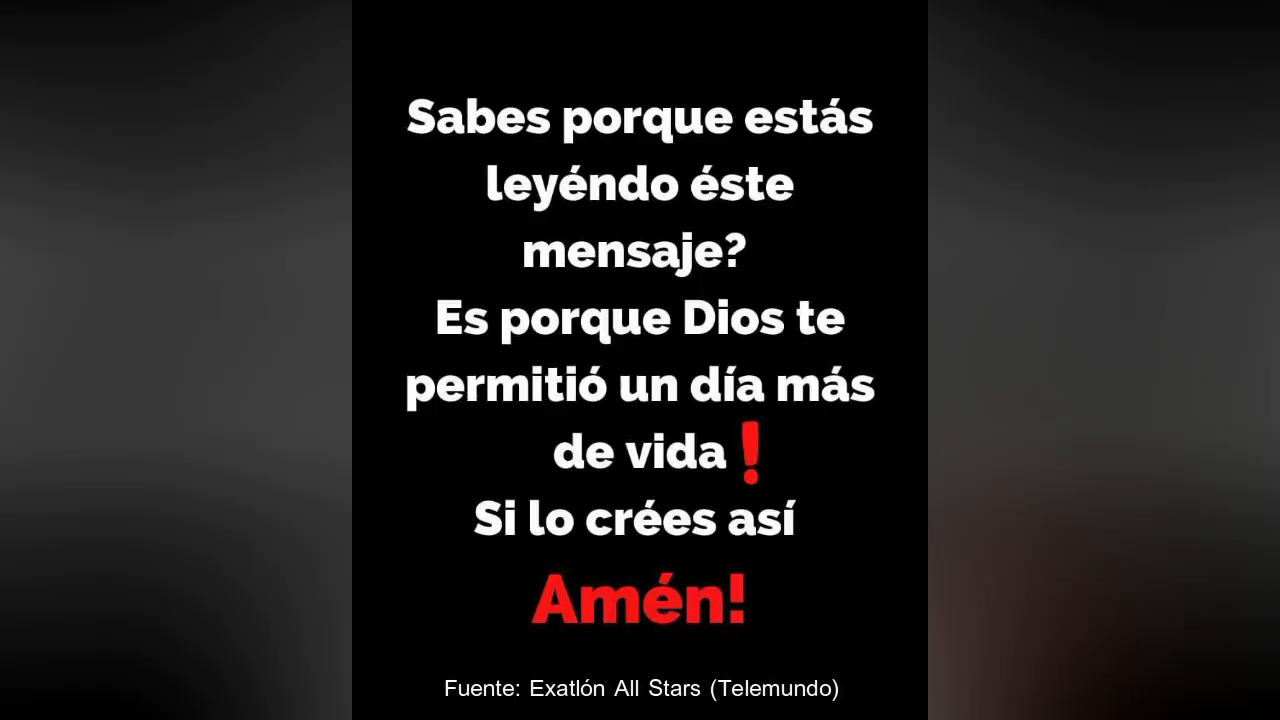 Sabes porque estás
leyéndo éste
mensaje?
Es porque Dios te
permitió un día más
de vida❗
Si lo crées así
Amén!
Fuente: Exatlón All Stars (Telemundo)